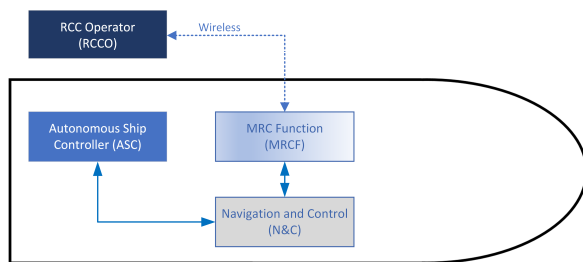 RCC Operator
(RCCO)
Wireless
Autonomous Ship
Controller (ASC)
MRC Function
(MRCF)
Navigation and Control
(N&C)